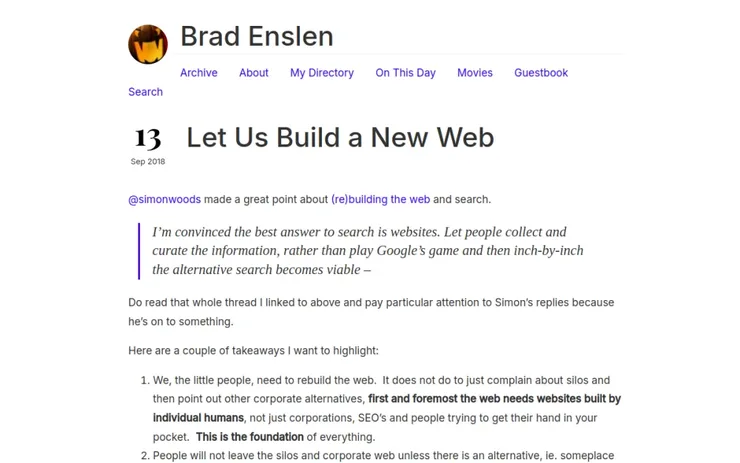 Brad Enslen
Archive About My Directory On This Day Movies Guestbook
Search
13
Sep 2018
Let Us Build a New Web
@simonwoods made a great point about (re)building the web and search.
I’m convinced the best answer to search is websites. Let people collect and
curate the information, rather than play Google’s game and then inch-by-inch
the alternative search becomes viable –
Do read that whole thread I linked to above and pay particular attention to Simon’s replies because
he’s on to something.
Here are a couple of takeaways I want to highlight:
1. We, the little people, need to rebuild the web. It does not do to just complain about silos and
then point out other corporate alternatives, first and foremost the web needs websites built by
individual humans, not just corporations, SEO’s and people trying to get their hand in your
pocket. This is the foundation of everything.
2. People will not leave the silos and corporate web unless there is an alternative, ie. someplace